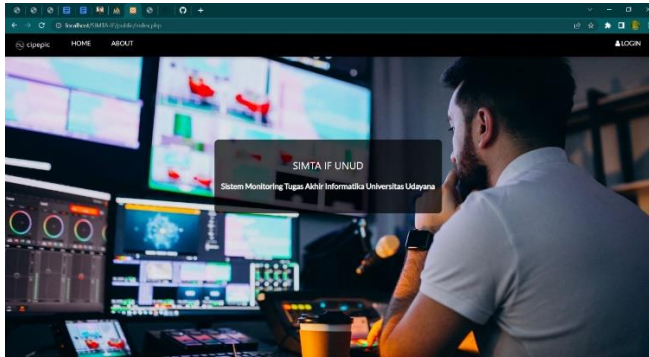 localhost/SIMTA-IF/public/index.php
cipepic HOME ABOUT LOGIN
SIMTA IF UNUD
Sistem Monitoring Tugas Akhir Informatika Universitas Udayana